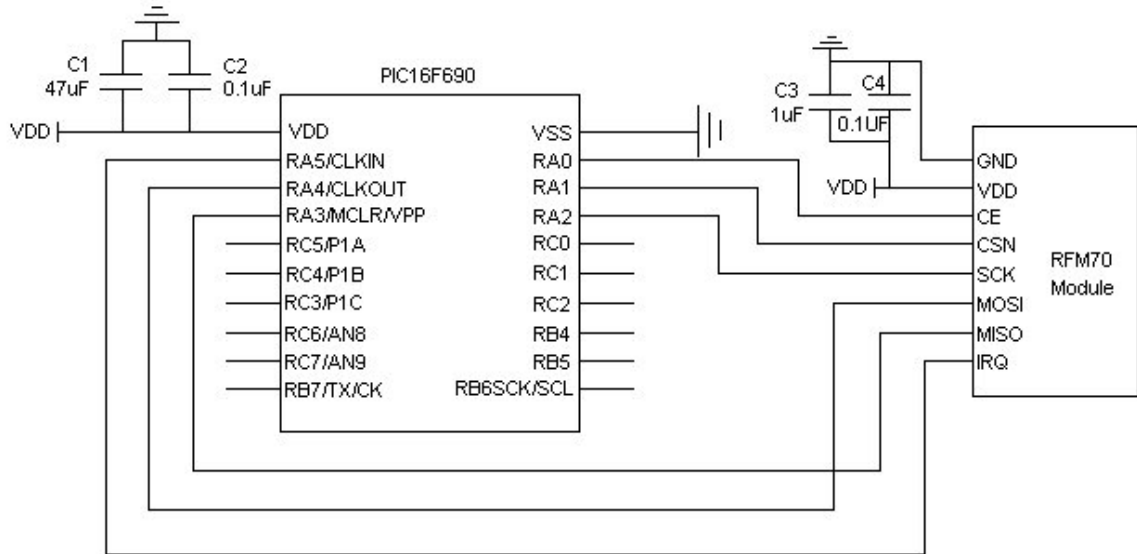 C1
47uF
C2
0.1uF
VDD
PIC16F690
VDD
RA5/CLKIN
RA4/CLKOUT
RA3/MCLR/VPP
RC5/P1A
RC4/P1B
RC3/P1C
RC6/AN8
RC7/AN9
RB7/TX/CK
VSS
RA0
RA1
RA2
RC0
RC1
RC2
RB4
RB5
RB6SCK/SCL
C3
1uF
C4
0.1UF
VDD
GND
VDD
CE
CSN
SCK
MOSI
MISO
IRQ
RFM70
Module